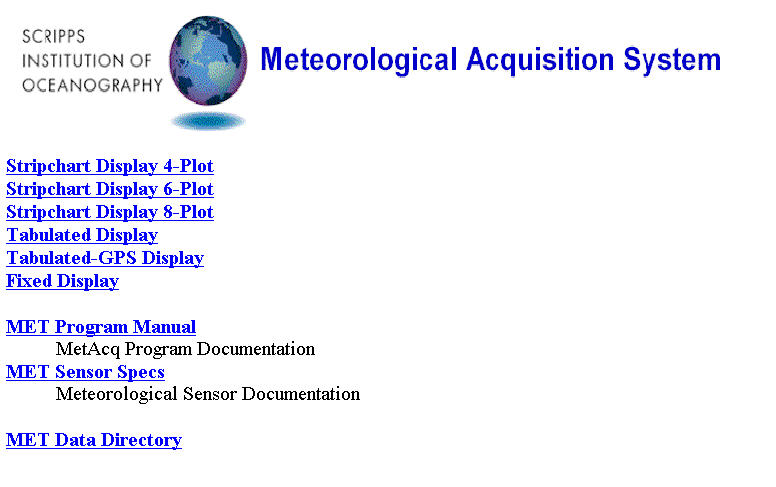 SCRIPPS
INSTITUTION OF
OCEANOGRAPHY
Meteorological Acquisition System
Stripchart Display 4-Plot
Stripchart Display 6-Plot
Stripchart Display 8-Plot
Tabulated Display
Tabulated-GPS Display
Fixed Display
MET Program Manual
MetAcq Program Documentation
MET Sensor Specs
Meteorological Sensor Documentation
MET Data Directory